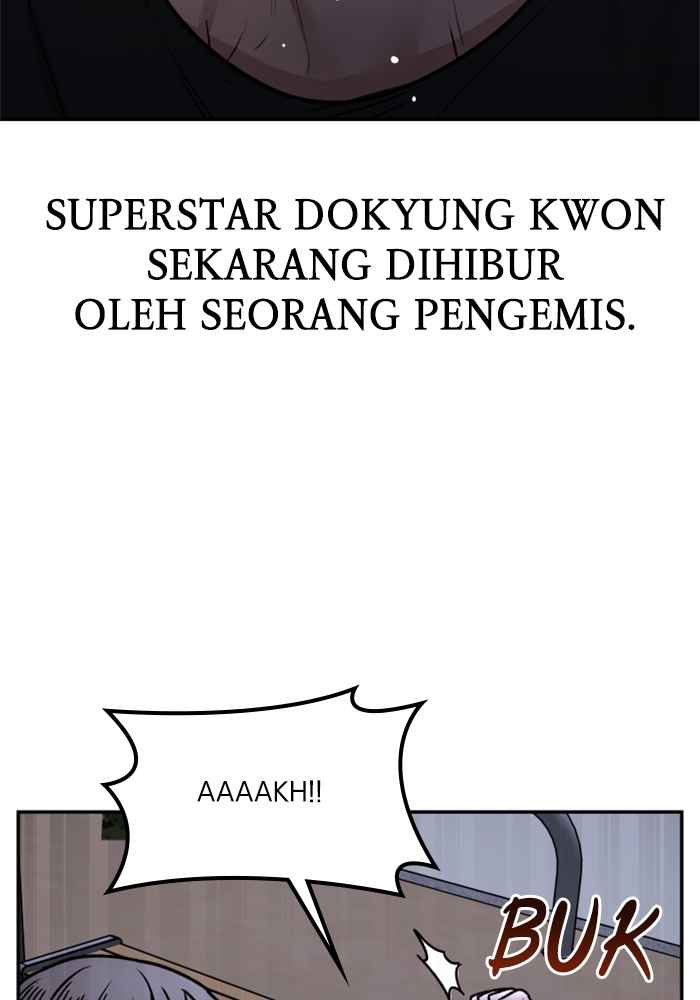 SUPERSTAR DOKYUNG KWON
SEKARANG DIHIBUR
OLEH SEORANG PENGEMIS.
AAAAKH!!
BUK